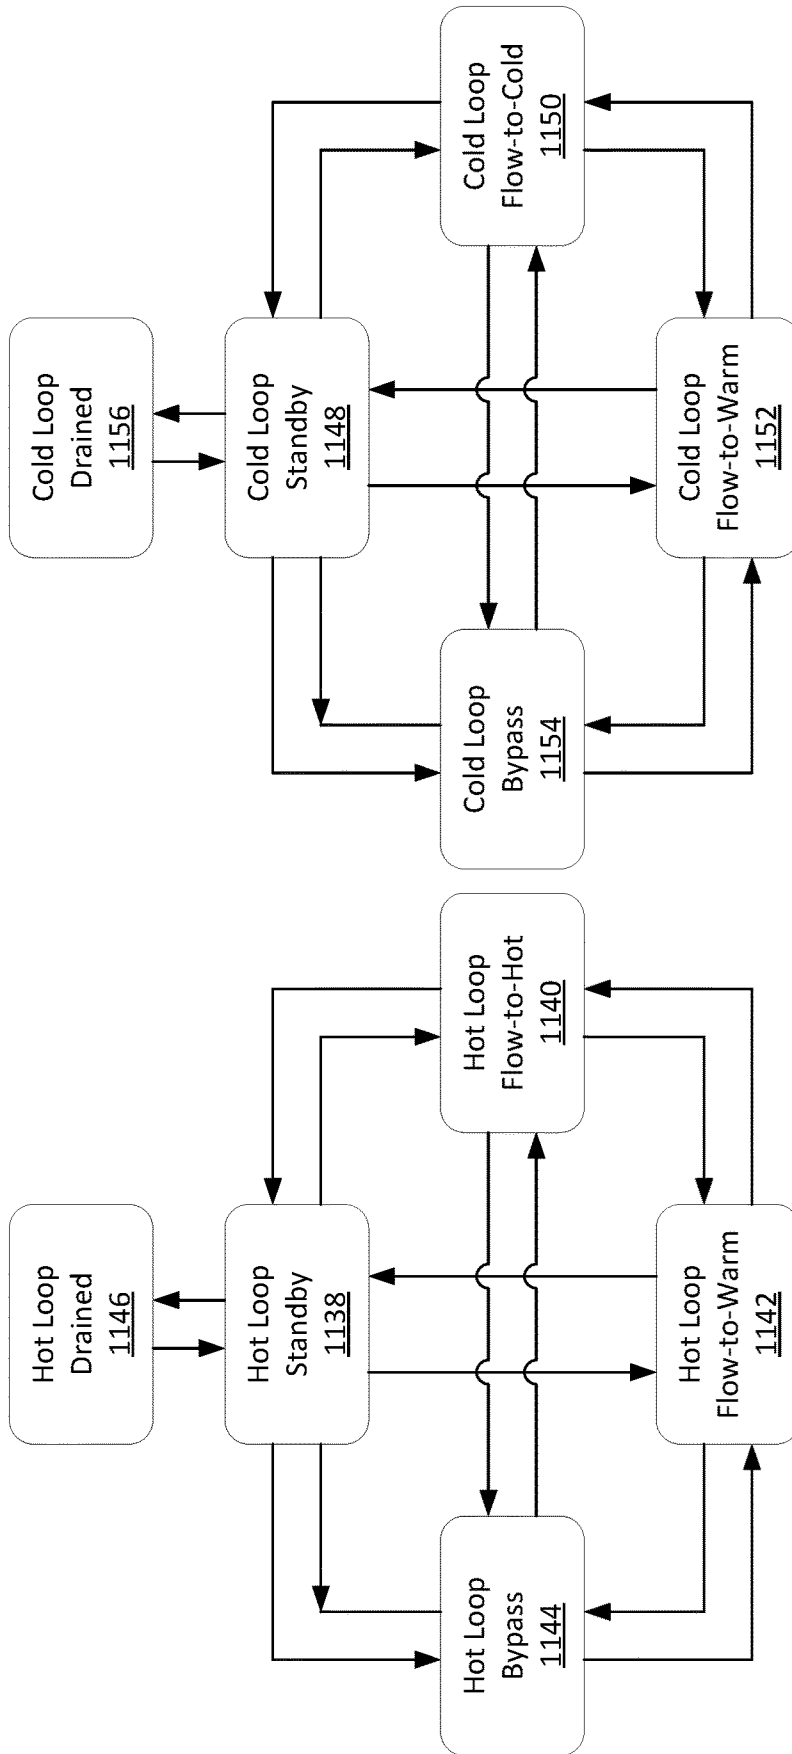 Hot Loop
Drained
1146
Hot Loop
Standby
1138
Hot Loop
Bypass
1144
Hot Loop
Flow-to-Hot
1140
Hot Loop
Flow-to-Warm
1142
Cold Loop
Drained
1156
Cold Loop
Standby
1148
Cold Loop
Bypass
1154
Cold Loop
Flow-to-Cold
1150
Cold Loop
Flow-to-Warm
1152